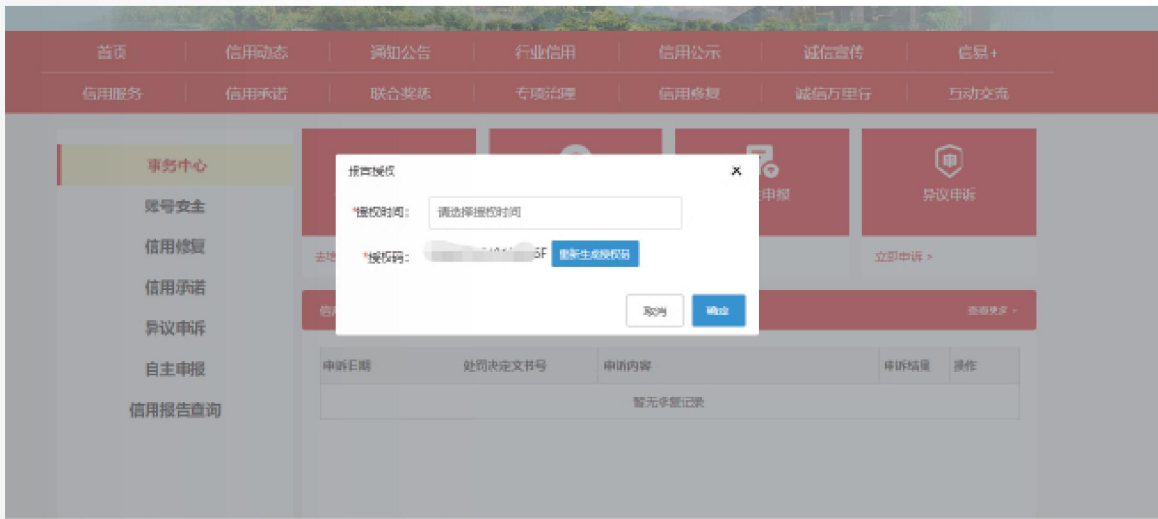 首页 信用动态 通知公告 行业信用 信用公示 诚信宣传 信易+
信用服务 信用承诺 联合奖惩 专项治理 信用修复 诚信万里行 互动交流
事务中心
账号安全
信用修复
信用承诺
异议申诉
自主申报
信用报告查询
报告授权
×
*授权时间: 请选择授权时间
*授权码: 6F 重新生成授权码
取消 确定
申报
异议申诉
立即申诉 >
查看更多
申诉日期 处罚决定文书号 申诉内容 申诉结果 操作
暂无修复记录